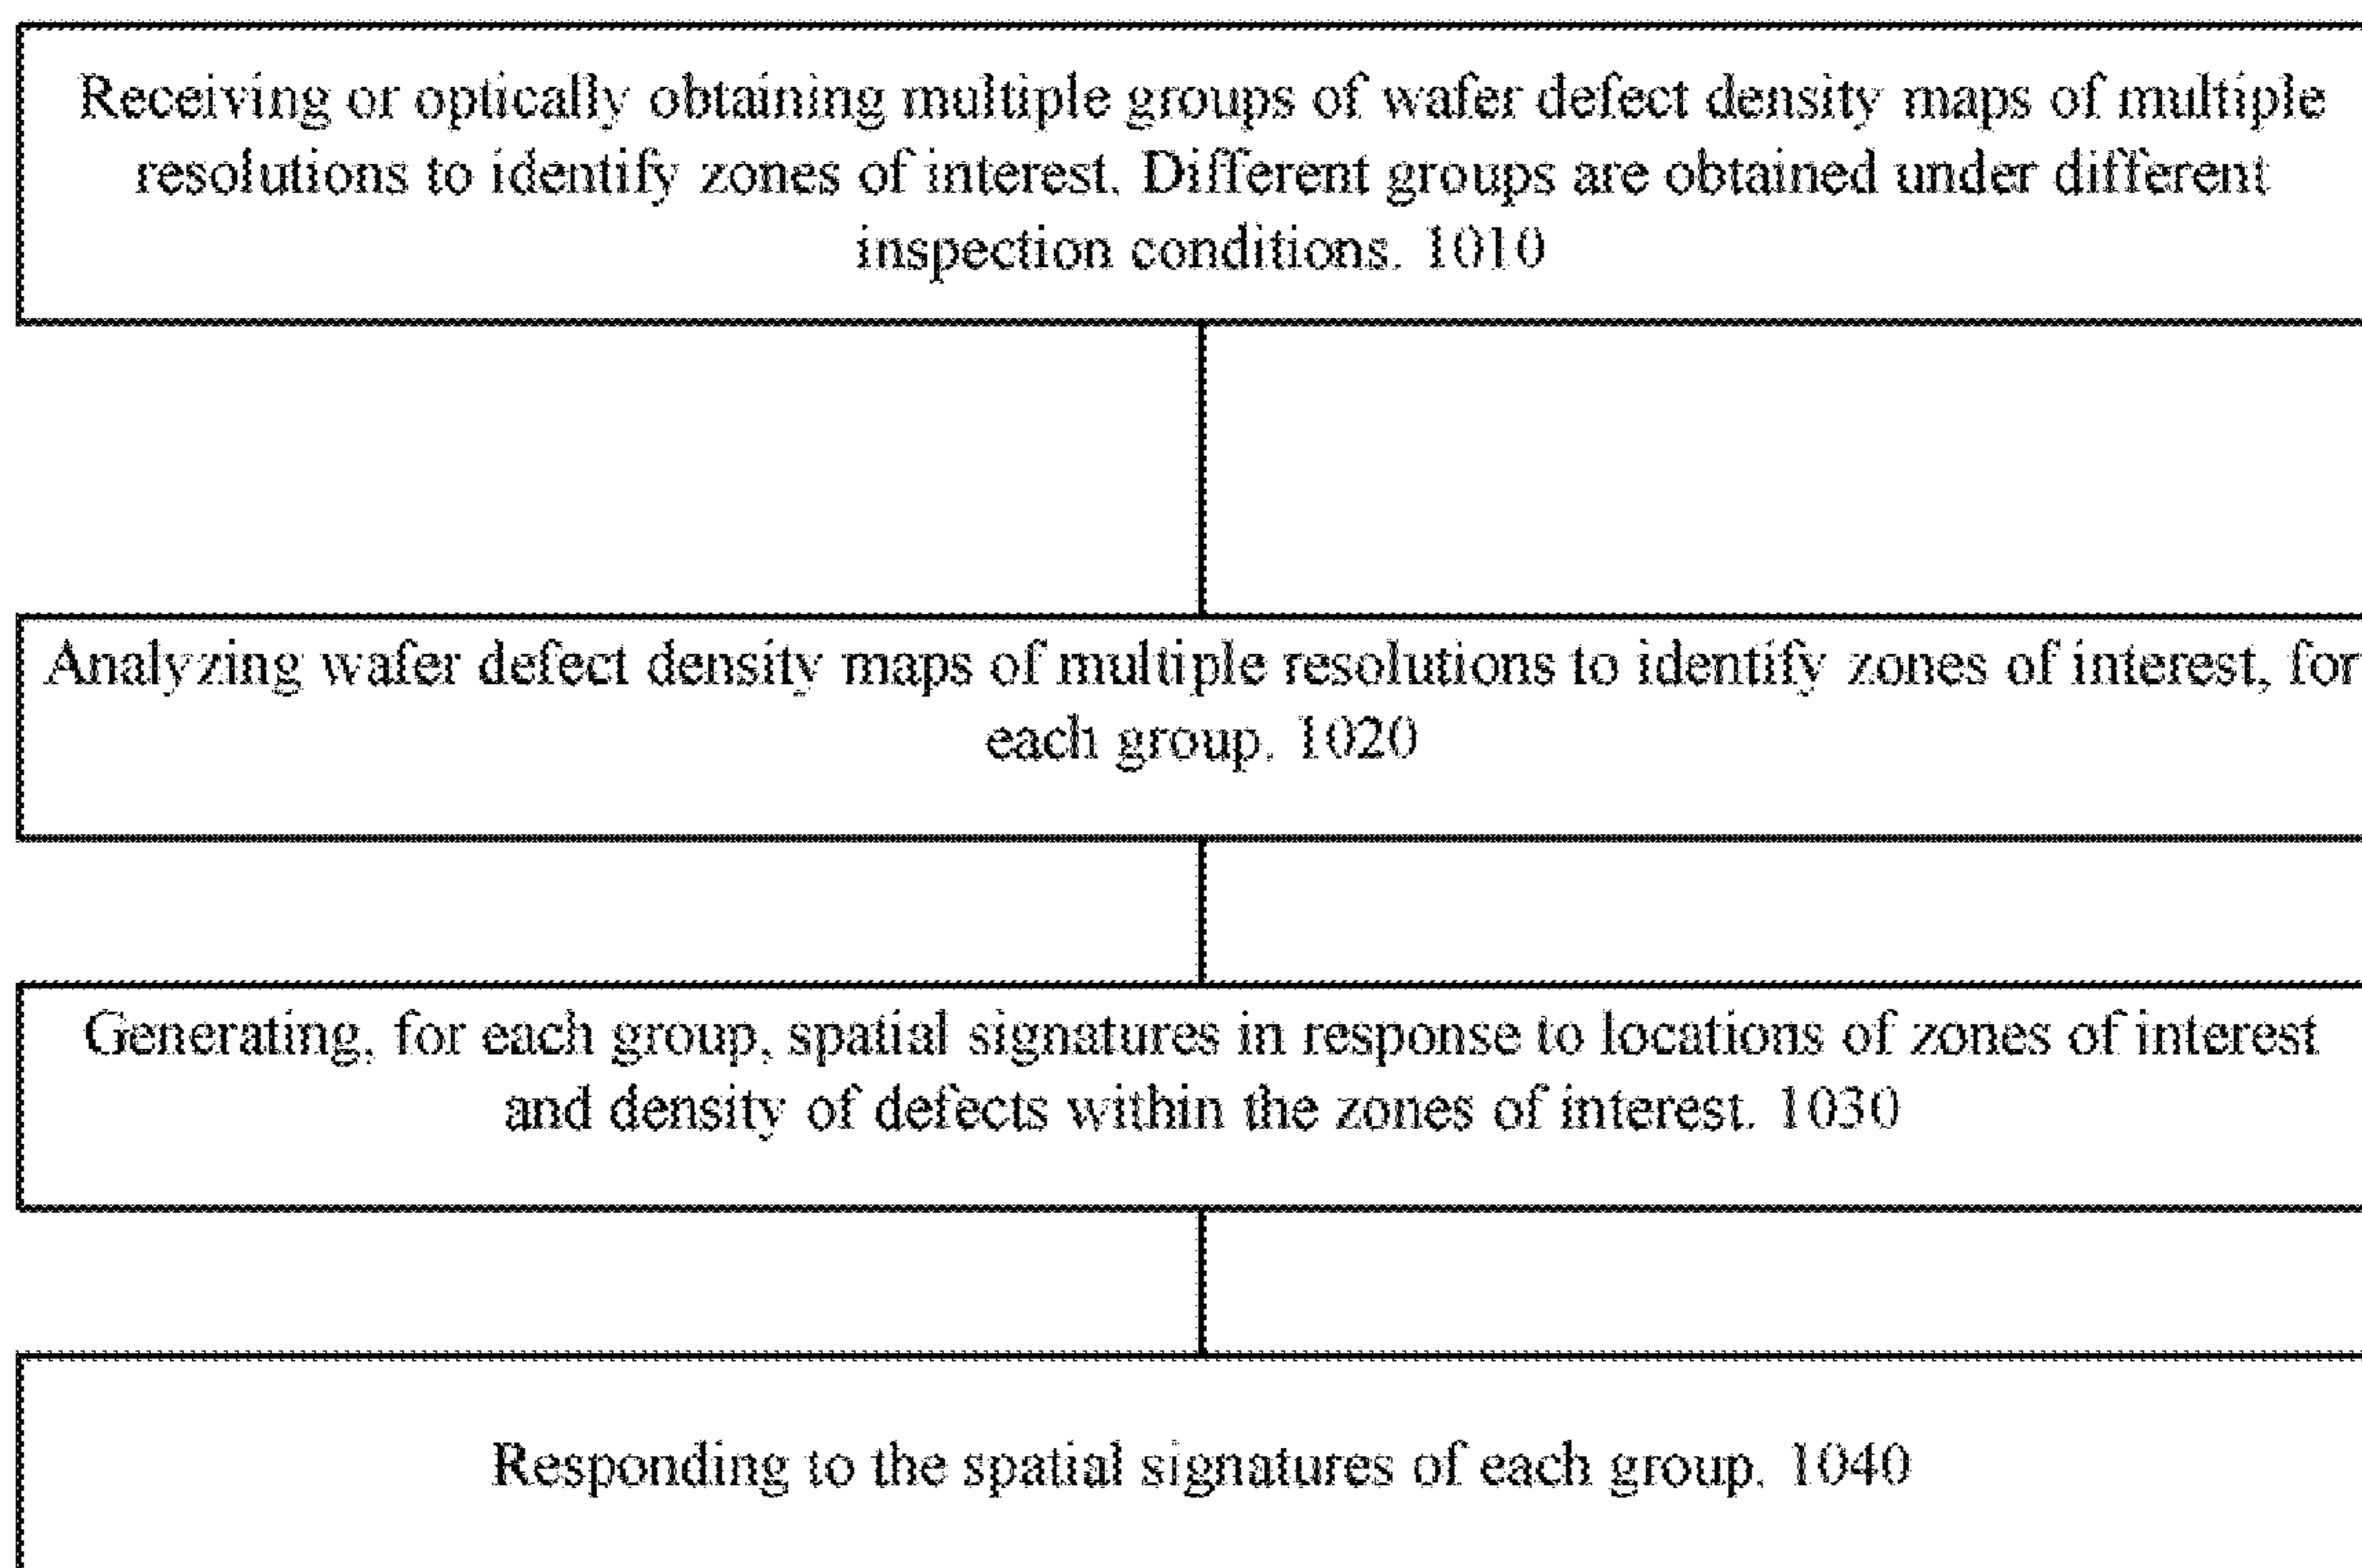 Receiving or optically obtaining multiple groups of wafer defect density maps of multiple
resolutions to identify zones of interest. Different groups are obtained under different
inspection conditions. 1010
Analyzing wafer defect density maps of multiple resolutions to identify zones of interest, for
each group. 1020
Generating, for each group, spatial signatures in response to locations of zones of interest
and density of defects within the zones of interest. 1030
Responding to the spatial signatures of each group. 1040